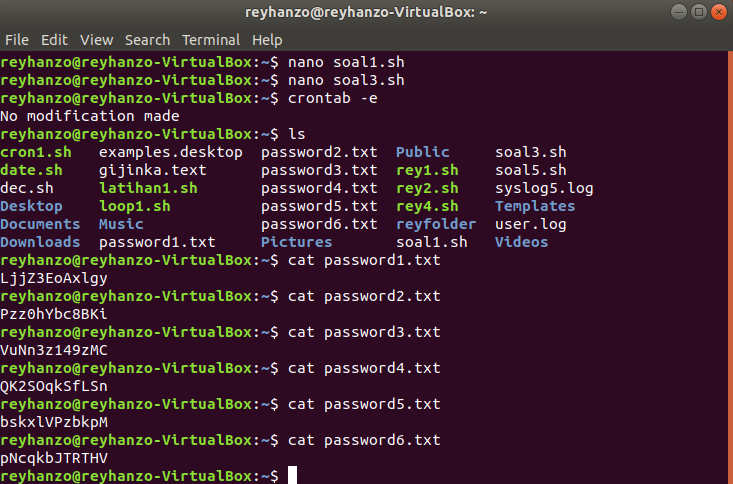 reyhanzo@reyhanzo-VirtualBox: ~
File Edit View Search Terminal Help
reyhanzo@reyhanzo-VirtualBox:~$ nano soal1.sh
reyhanzo@reyhanzo-VirtualBox:~$ nano soal3.sh
reyhanzo@reyhanzo-VirtualBox:~$ crontab -e
No modification made
reyhanzo@reyhanzo-VirtualBox:~$ ls
cron1.sh examples.desktop password2.txt Public soal3.sh
date.sh gijinka.text password3.txt rey1.sh soal5.sh
dec.sh latihan1.sh password4.txt rey2.sh syslog5.log
Desktop loop1.sh password5.txt rey4.sh Templates
Documents Music password6.txt reyfolder user.log
Downloads password1.txt Pictures soal1.sh Videos
reyhanzo@reyhanzo-VirtualBox:~$ cat password1.txt
LjjZ3EoAxlgy
reyhanzo@reyhanzo-VirtualBox:~$ cat password2.txt
Pzz0hYbc8BKi
reyhanzo@reyhanzo-VirtualBox:~$ cat password3.txt
VuNn3z149zMC
reyhanzo@reyhanzo-VirtualBox:~$ cat password4.txt
QK2SOqkSfLSn
reyhanzo@reyhanzo-VirtualBox:~$ cat password5.txt
bskxlVPzbkpM
reyhanzo@reyhanzo-VirtualBox:~$ cat password6.txt
pNcqkbJTRTHV
reyhanzo@reyhanzo-VirtualBox:~$